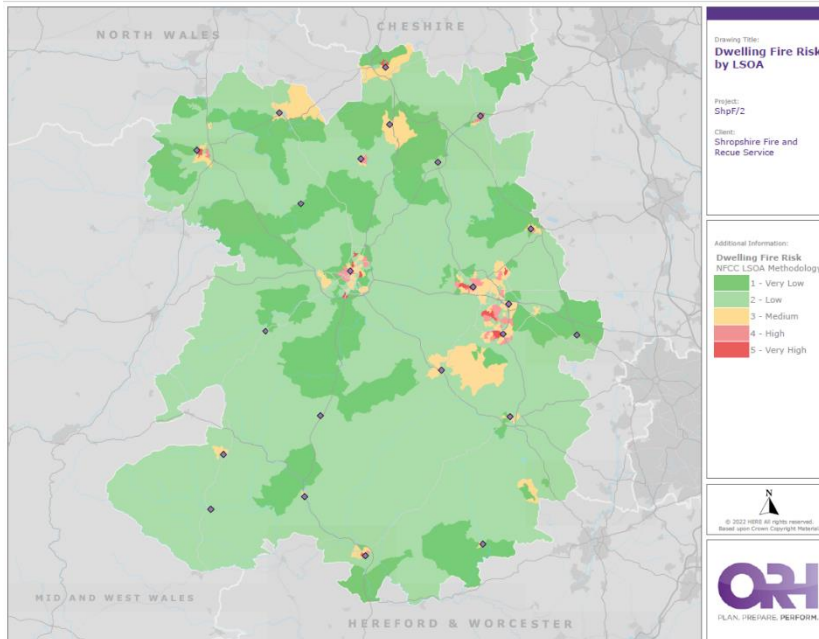 NORTH WALES
CHESHIRE
MID AND WEST WALES
HEREFORD & WORCESTER
Drawing Title:
Dwelling Fire Risk
by LSOA
Project:
ShpF/2
Client:
Shropshire Fire and
Recue Service
Additional Information:
Dwelling Fire Risk
NFCC LSOA Methodology
1 - Very Low
2 - Low
3 - Medium
4 - High
5 - Very High
N
© 2022 HERE All rights reserved.
Based upon Crown Copyright Material
ORH
PLAN. PREPARE. PERFORM.